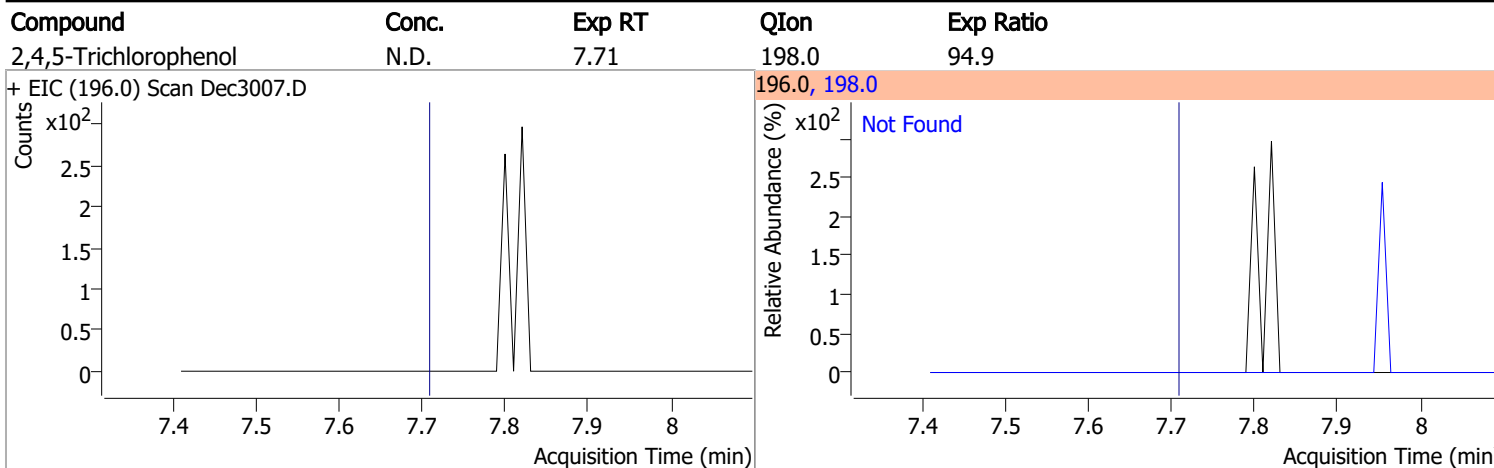 Compound Conc. Exp RT QIon Exp Ratio
2,4,5-Trichlorophenol N.D. 7.71 198.0 94.9
+ EIC (196.0) Scan Dec3007.D
Counts
x10²
2.5
2
1.5
1
0.5
0
7.4 7.5 7.6 7.7 7.8 7.9 8
Acquisition Time (min)
196.0, 198.0
Relative Abundance (%)
x10²
Not Found
2.5
2
1.5
1
0.5
0
7.4 7.5 7.6 7.7 7.8 7.9 8
Acquisition Time (min